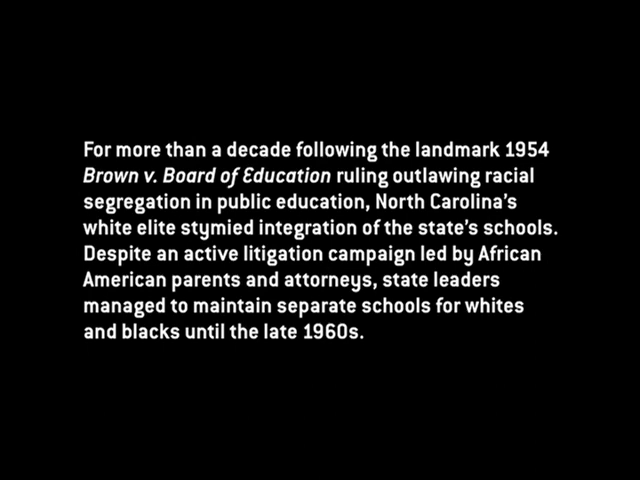 For more than a decade following the landmark 1954
Brown v. Board of Education ruling outlawing racial
segregation in public education, North Carolina's
white elite stymied integration of the state's schools.
Despite an active litigation campaign led by African
American parents and attorneys, state leaders
managed to maintain separate schools for whites
and blacks until the late 1960s.